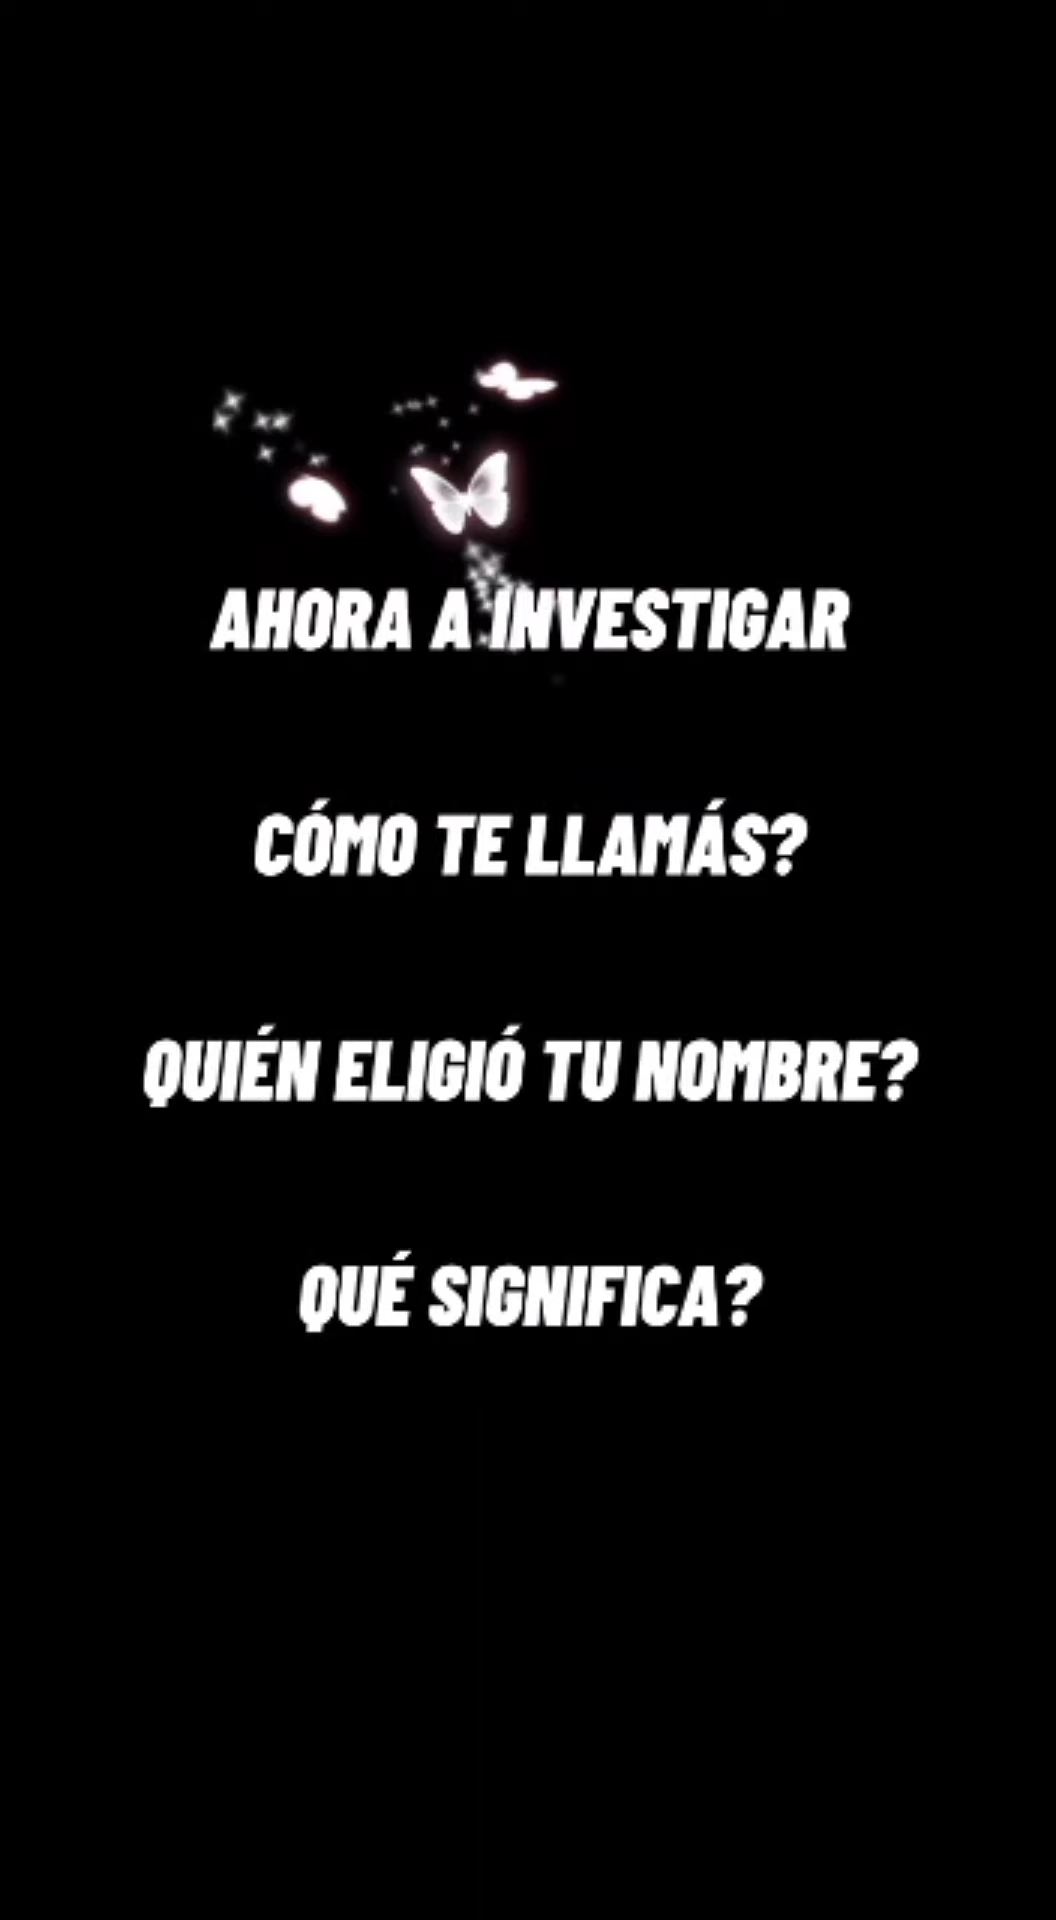 AHORA A INVESTIGAR
CÓMO TE LLAMÁS?
QUIÉN ELIGIÓ TU NOMBRE?
QUÉ SIGNIFICA?